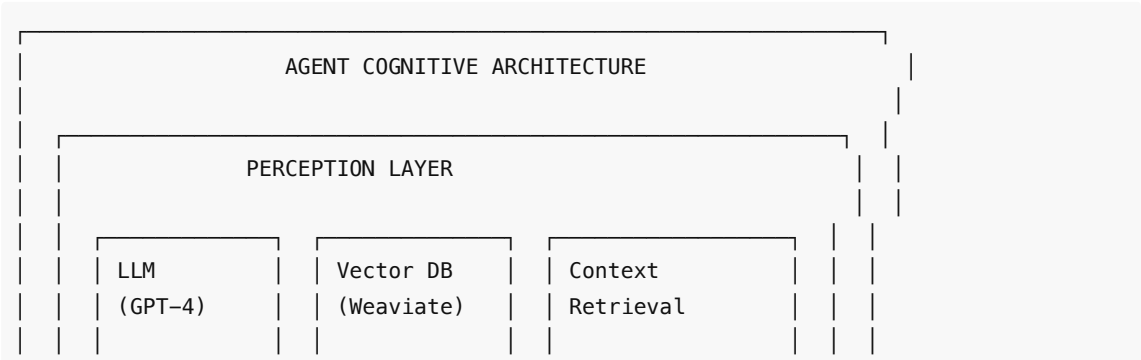 AGENT COGNITIVE ARCHITECTURE
PERCEPTION LAYER
LLM Vector DB Context
(GPT-4) (Weaviate) Retrieval